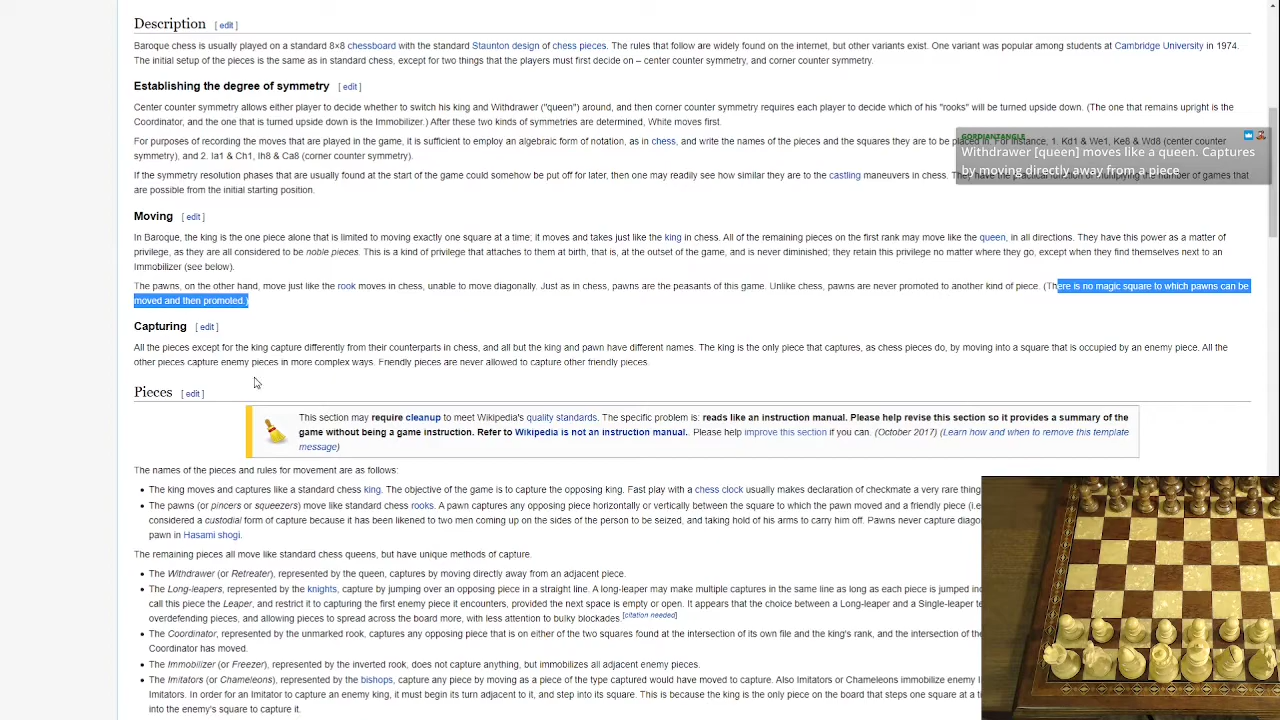 Description [ edit ]
Baroque chess is usually played on a standard 8×8 chessboard with the standard Staunton design of chess pieces. The rules that follow are widely found on the internet, but other variants exist. One variant was popular among students at Cambridge University in 1974.
The initial setup of the pieces is the same as in standard chess, except for two things that the players must first decide on – center counter symmetry, and corner counter symmetry.
Establishing the degree of symmetry [ edit ]
Center counter symmetry allows either player to decide whether to switch his king and Withdrawer ("queen") around, and then corner counter symmetry requires each player to decide which of his "rooks" will be turned upside down. (The one that remains upright is the
Coordinator, and the one that is turned upside down is the Immobilizer.) After these two kinds of symmetries are determined, White moves first.
GORDIANTANGLE
For purposes of recording the moves that are played in the game, it is sufficient to employ an algebraic form of notation, as in chess, and write the names of the pieces and the squares they are to be placed in. For instance, 1. Kd1 & We1, Ke8 & Wd8 (center counter
Withdrawer [queen] moves like a queen. Captures
symmetry), and 2. Ia1 & Ch1, Ih8 & Ca8 (corner counter symmetry).
by moving directly away from a piece
If the symmetry resolution phases that are usually found at the start of the game could somehow be put off for later, then one may readily see how similar they are to the castling maneuvers in chess. They have the practical function of multiplying the number of games that
are possible from the initial starting position.
Moving [ edit ]
In Baroque, the king is the one piece alone that is limited to moving exactly one square at a time; it moves and takes just like the king in chess. All of the remaining pieces on the first rank may move like the queen, in all directions. They have this power as a matter of
privilege, as they are all considered to be noble pieces. This is a kind of privilege that attaches to them at birth, that is, at the outset of the game, and is never diminished; they retain this privilege no matter where they go, except when they find themselves next to an
Immobilizer (see below).
The pawns, on the other hand, move just like the rook moves in chess, unable to move diagonally. Just as in chess, pawns are the peasants of this game. Unlike chess, pawns are never promoted to another kind of piece. (There is no magic square to which pawns can be
moved and then promoted.)
Capturing [ edit ]
All the pieces except for the king capture differently from their counterparts in chess, and all but the king and pawn have different names. The king is the only piece that captures, as chess pieces do, by moving into a square that is occupied by an enemy piece. All the
other pieces capture enemy pieces in more complex ways. Friendly pieces are never allowed to capture other friendly pieces.
Pieces [ edit ]
This section may require cleanup to meet Wikipedia's quality standards. The specific problem is: reads like an instruction manual. Please help revise this section so it provides a summary of the
game without being a game instruction. Refer to Wikipedia is not an instruction manual.. Please help improve this section if you can. (October 2017) (Learn how and when to remove this template
message)
The names of the pieces and rules for movement are as follows:
• The king moves and captures like a standard chess king. The objective of the game is to capture the opposing king. Fast play with a chess clock usually makes declaration of checkmate a very rare thing
• The pawns (or pincers or squeezers) move like standard chess rooks. A pawn captures any opposing piece horizontally or vertically between the square to which the pawn moved and a friendly piece (i.e
considered a custodial form of capture because it has been likened to two men coming up on the sides of the person to be seized, and taking hold of his arms to carry him off. Pawns never capture diago
pawn in Hasami shogi.
The remaining pieces all move like standard chess queens, but have unique methods of capture.
• The Withdrawer (or Retreater), represented by the queen, captures by moving directly away from an adjacent piece.
• The Long-leapers, represented by the knights, capture by jumping over an opposing piece in a straight line. A long-leaper may make multiple captures in the same line as long as each piece is jumped ind
call this piece the Leaper, and restrict it to capturing the first enemy piece it encounters, provided the next space is empty or open. It appears that the choice between a Long-leaper and a Single-leaper te
overdefending pieces, and allowing pieces to spread across the board more, with less attention to bulky blockades.[citation needed]
• The Coordinator, represented by the unmarked rook, captures any opposing piece that is on either of the two squares found at the intersection of its own file and the king's rank, and the intersection of the
Coordinator has moved.
• The Immobilizer (or Freezer), represented by the inverted rook, does not capture anything, but immobilizes all adjacent enemy pieces.
• The Imitators (or Chameleons), represented by the bishops, capture any piece by moving as a piece of the type captured would have moved to capture. Also Imitators or Chameleons immobilize enemy I
Imitators. In order for an Imitator to capture an enemy king, it must begin its turn adjacent to it, and step into its square. This is because the king is the only piece on the board that steps one square at a t
into the enemy's square to capture it.